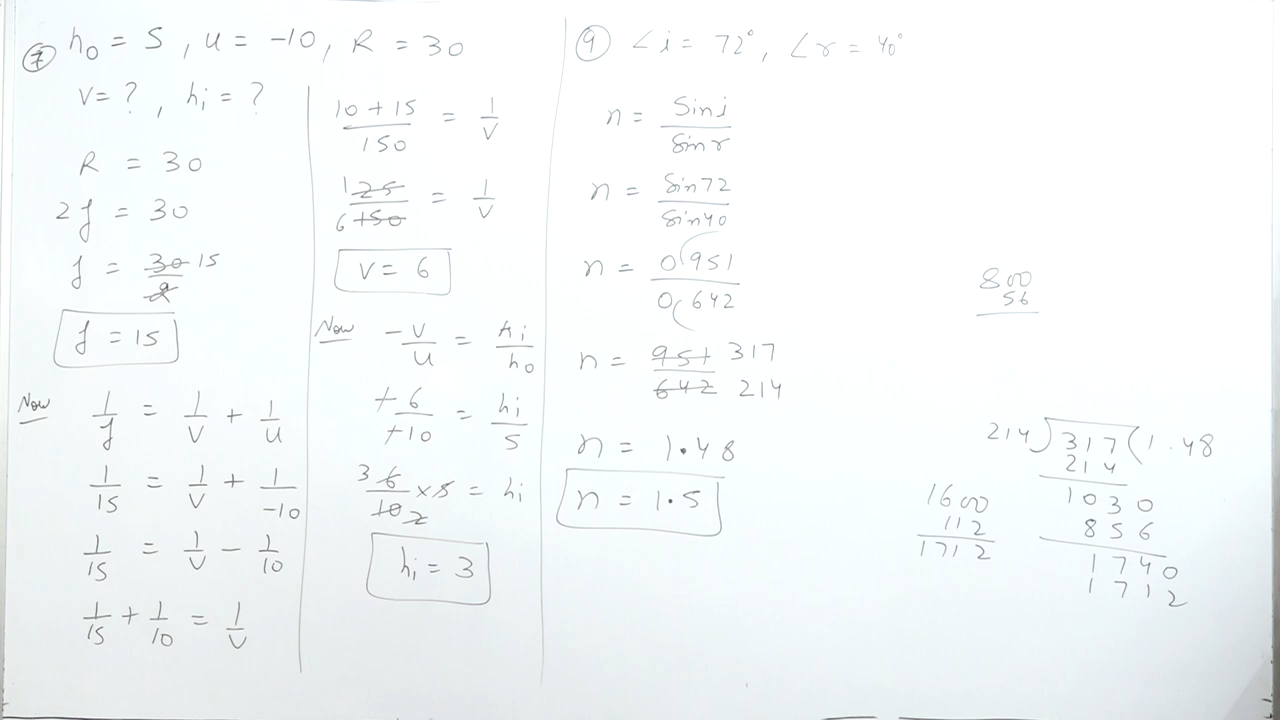 ⑦ h₀ = 5 , u = -10, R = 30
v= ? , hᵢ = ?
R = 30
2f = 30
f = 30/2 15
f = 15
Now 1/f = 1/v + 1/u
1/15 = 1/v + 1/-10
1/15 = 1/v - 1/10
1/15 + 1/10 = 1/v
10 + 15/150 = 1/v
1 25/6 150 = 1/v
v = 6
Now -v/u = hᵢ/h₀
+6/+10 = hᵢ/5
3 6/10 2 × 5 = hᵢ
hᵢ = 3
⑨ ∠i = 72°, ∠r = 40°
n = Sin i/Sin r
n = Sin72/Sin40
n = 0.951/0.642
n = 951/642 317/214
n = 1.48
n = 1.5
800
56
214)317(1.48
214
1030
856
1740
1712
1600
112
1712